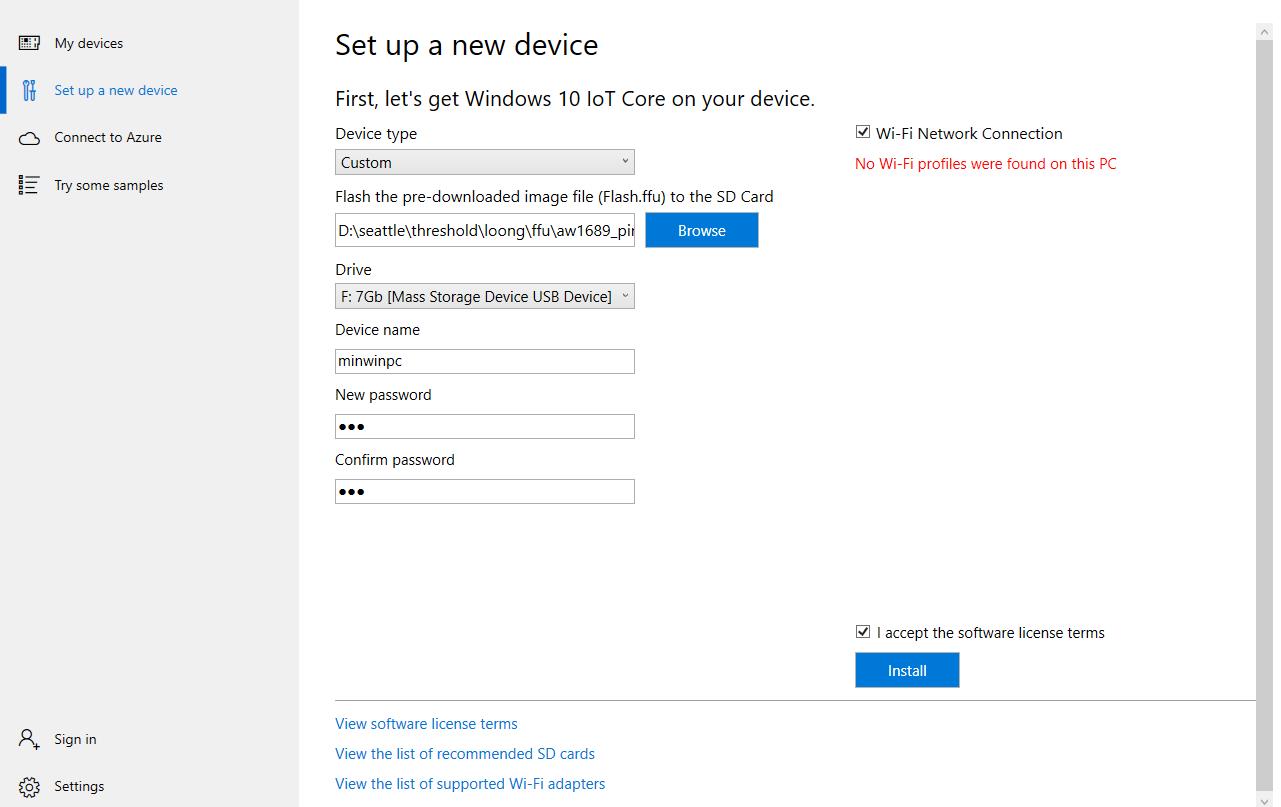 My devices
Set up a new device
Connect to Azure
Try some samples
Sign in
Settings
Set up a new device
First, let's get Windows 10 IoT Core on your device.
Device type
Custom
Flash the pre-downloaded image file (Flash.ffu) to the SD Card
D:\seattle\threshold\loong\ffu\aw1689_pin
Browse
Drive
F: 7Gb [Mass Storage Device USB Device]
Device name
minwinpc
New password
●●●
Confirm password
●●●
Wi-Fi Network Connection
No Wi-Fi profiles were found on this PC
I accept the software license terms
Install
View software license terms
View the list of recommended SD cards
View the list of supported Wi-Fi adapters